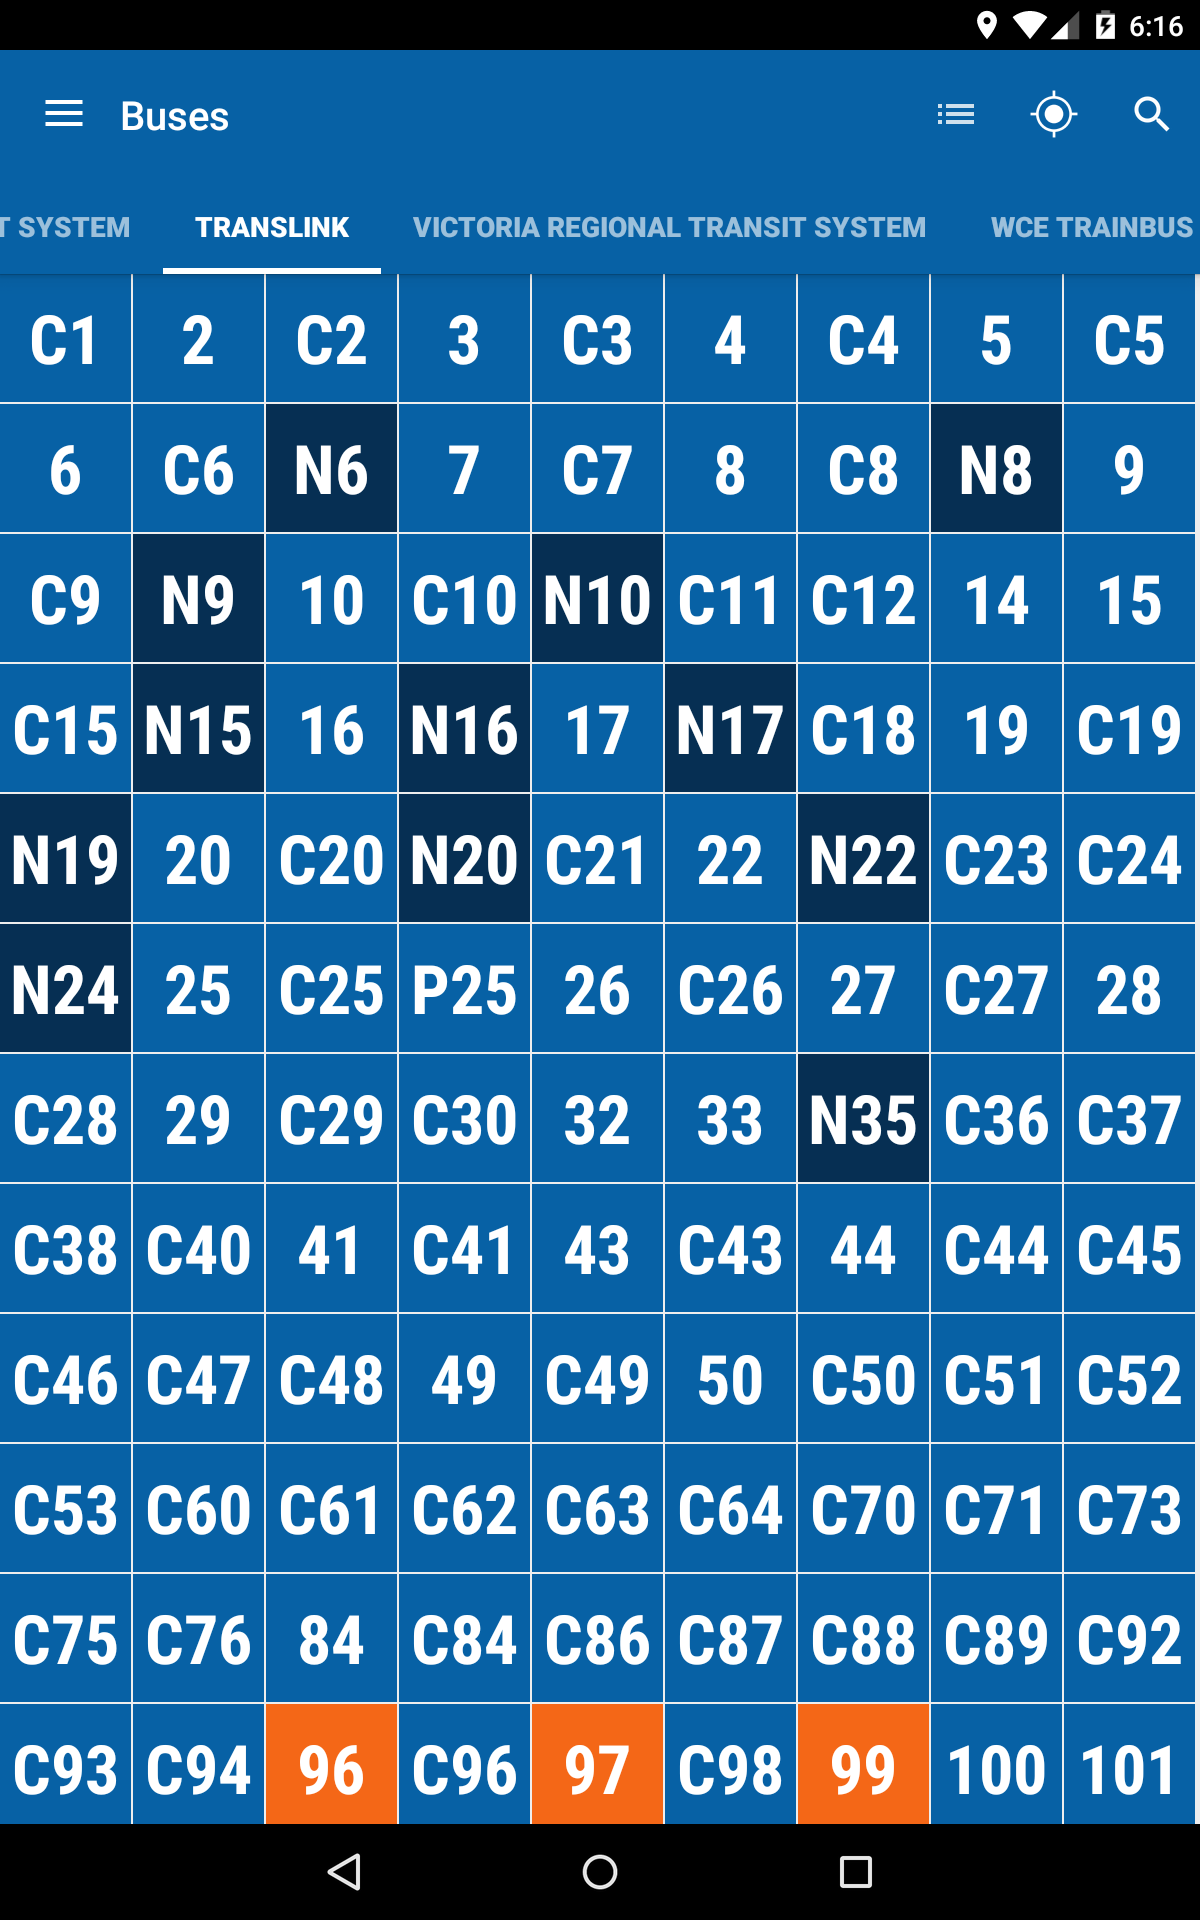 6:16
Buses
T SYSTEM TRANSLINK VICTORIA REGIONAL TRANSIT SYSTEM WCE TRAINBUS
C1 2 C2 3 C3 4 C4 5 C5
6 C6 N6 7 C7 8 C8 N8 9
C9 N9 10 C10 N10 C11 C12 14 15
C15 N15 16 N16 17 N17 C18 19 C19
N19 20 C20 N20 C21 22 N22 C23 C24
N24 25 C25 P25 26 C26 27 C27 28
C28 29 C29 C30 32 33 N35 C36 C37
C38 C40 41 C41 43 C43 44 C44 C45
C46 C47 C48 49 C49 50 C50 C51 C52
C53 C60 C61 C62 C63 C64 C70 C71 C73
C75 C76 84 C84 C86 C87 C88 C89 C92
C93 C94 96 C96 97 C98 99 100 101